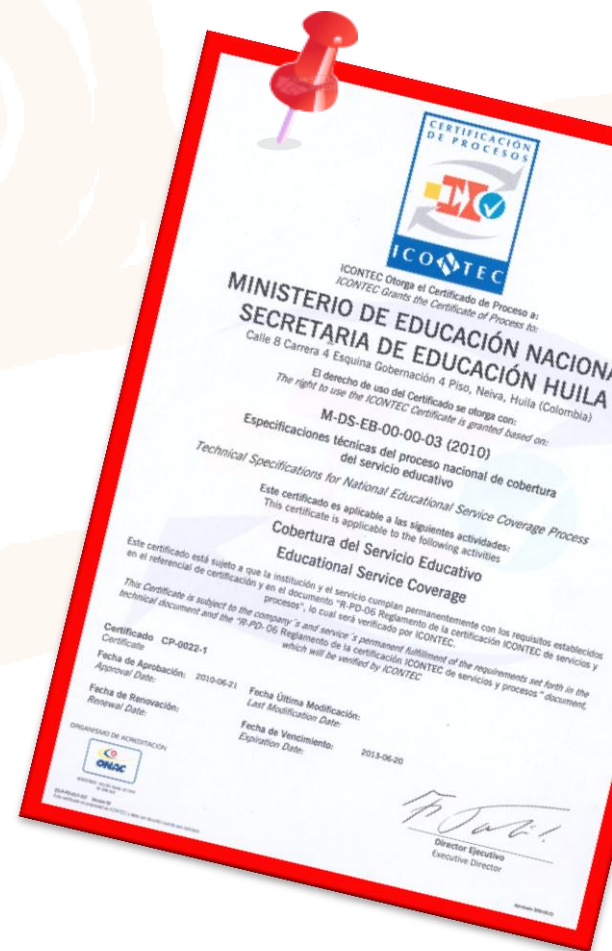 CERTIFICACIÓN
DE PROCESOS
ICONTEC
ICONTEC Otorga el Certificado de Proceso a:
ICONTEC Grants the Certificate of Process to:
MINISTERIO DE EDUCACIÓN NACIONA
SECRETARIA DE EDUCACIÓN HUILA
Calle 8 Carrera 4 Esquina Gobernación 4 Piso, Neiva, Huila (Colombia)
El derecho de uso del Certificado se otorga con:
The right to use the ICONTEC Certificate is granted based on:
M-DS-EB-00-00-03 (2010)
Especificaciones técnicas del proceso nacional de cobertura
del servicio educativo
Technical Specifications for National Educational Service Coverage Process
Este certificado es aplicable a las siguientes actividades:
This certificate is applicable to the following activities
Cobertura del Servicio Educativo
Educational Service Coverage
Este certificado está sujeto a que la institución y el servicio cumplan permanentemente con los requisitos establecidos
en el referencial de certificación y en el documento "R-PD-06 Reglamento de la certificación ICONTEC de servicios y
procesos", lo cual será verificado por ICONTEC.
This Certificate is subject to the company´s and service´s permanent fulfillment of the requirements set forth in the
technical document and the "R-PD-06 Reglamento de la certificación ICONTEC de servicios y procesos" document,
which will be verified by ICONTEC
Certificado CP-0022-1
Certificate
Fecha de Aprobación: 2010-06-21
Approval Date:
Fecha Última Modificación:
Last Modification Date:
Fecha de Renovación:
Renewal Date:
Fecha de Vencimiento: 2013-06-20
Expiration Date:
ORGANISMO DE ACREDITACIÓN
ONAC
Director Ejecutivo
Executive Director